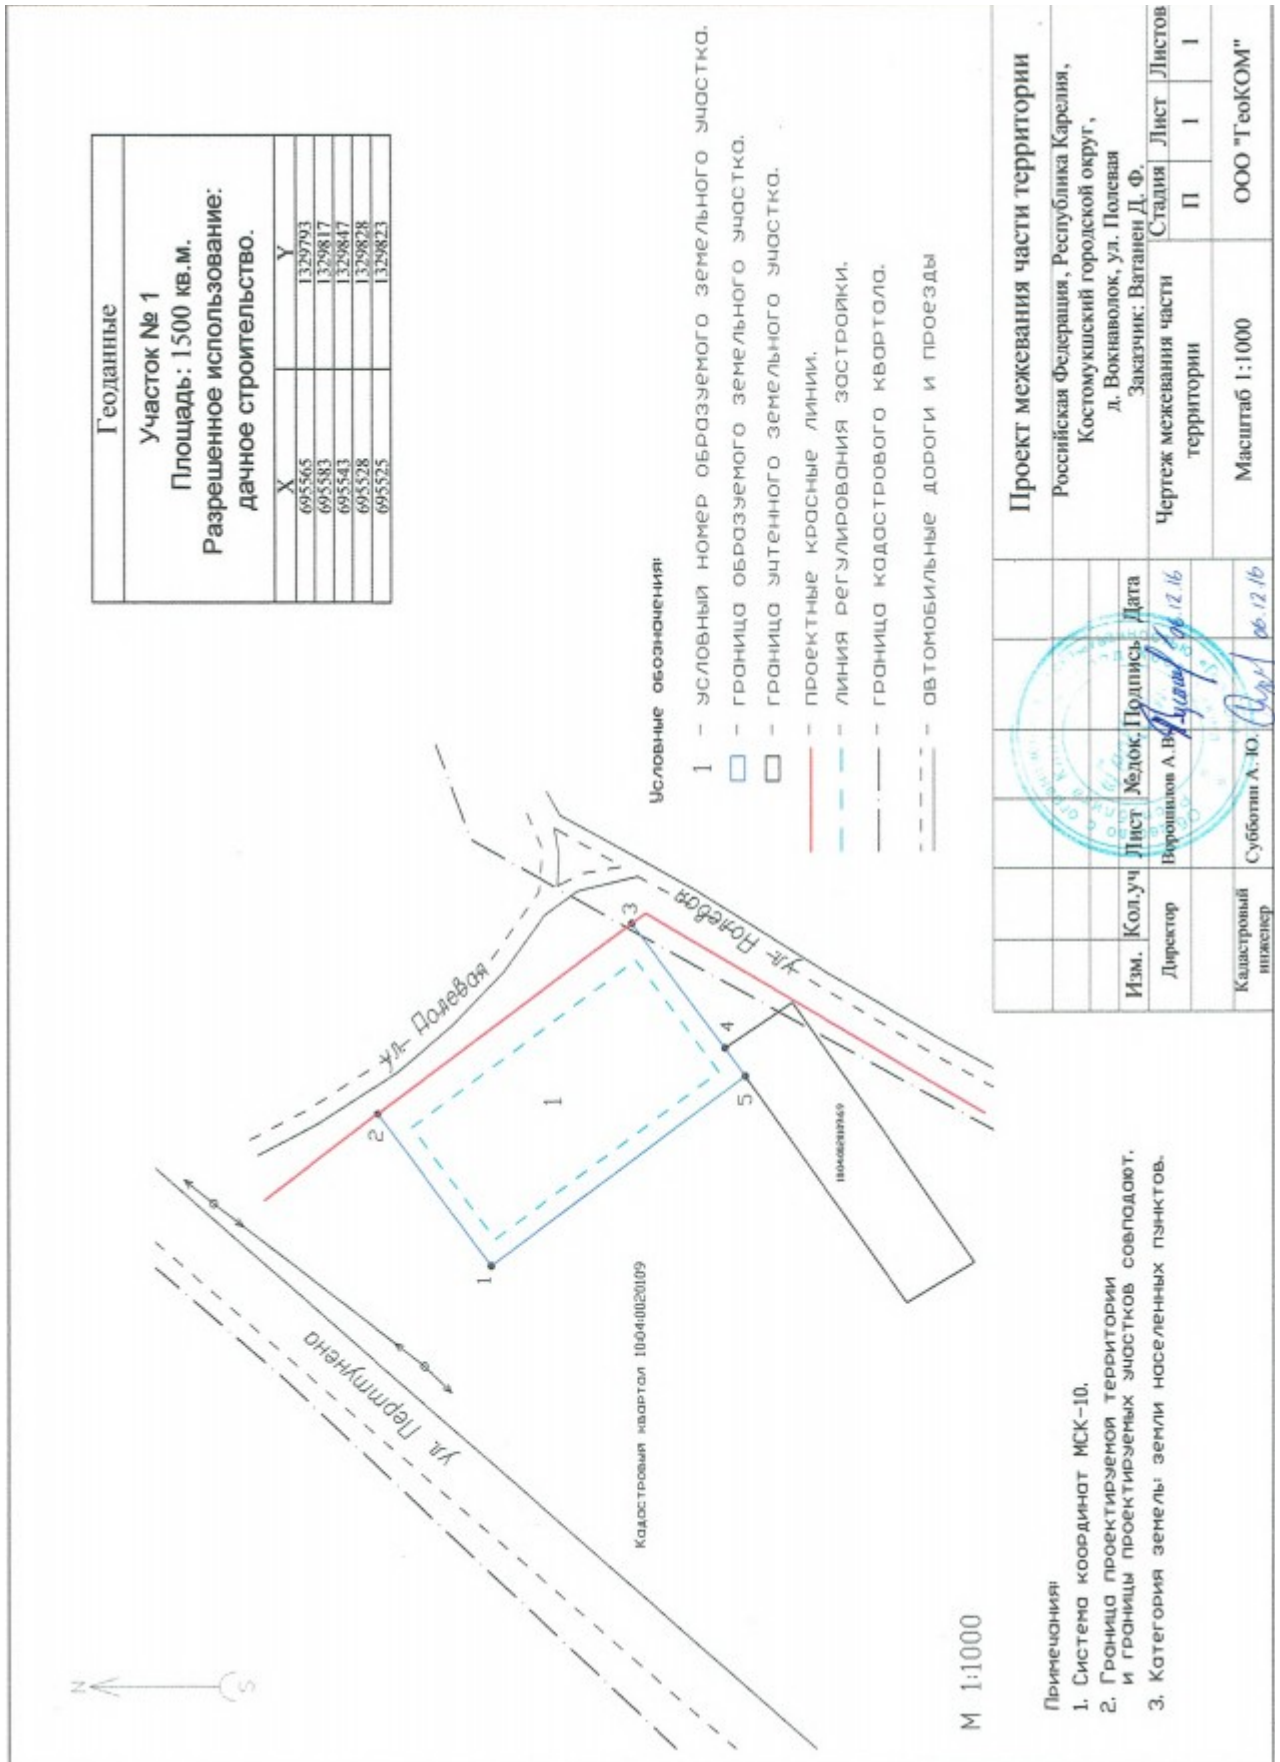 Геоданные
Участок № 1
Площадь: 1500 кв.м.
Разрешенное использование:
дачное строительство.
X Y
695565 1329793
695583 1329817
695543 1329847
695528 1329828
695525 1329823
N
S
ул. Полевая
ул. Полевая
ул. Перттунена
1
2
3
4
5
1
Кадастровый квартал 10:04:0020109
М 1:1000
Условные обозначения:
1 - условный номер образуемого земельного участка.
- граница образуемого земельного участка.
- граница учтенного земельного участка.
- проектные красные линии.
- линия регулирования застройки.
- граница кадастрового квартала.
- автомобильные дороги и проезды
Примечания:
1. Система координат МСК-10.
2. Граница проектируемой территории
и границы проектируемых участков совпадают.
3. Категория земель: земли населенных пунктов.
Проект межевания части территории
Российская Федерация, Республика Карелия,
Костомукшский городской округ,
д. Вокнаволок, ул. Полевая
Заказчик: Ватанен Д. Ф.
Изм. Кол.уч Лист №док. Подпись Дата
Директор Ворошилов А.В. 06.12.16
Кадастровый
инженер
Субботин А. Ю. 06.12.16
Чертеж межевания части
территории
Стадия Лист Листов
П 1 1
Масштаб 1:1000
ООО "ГеоКОМ"